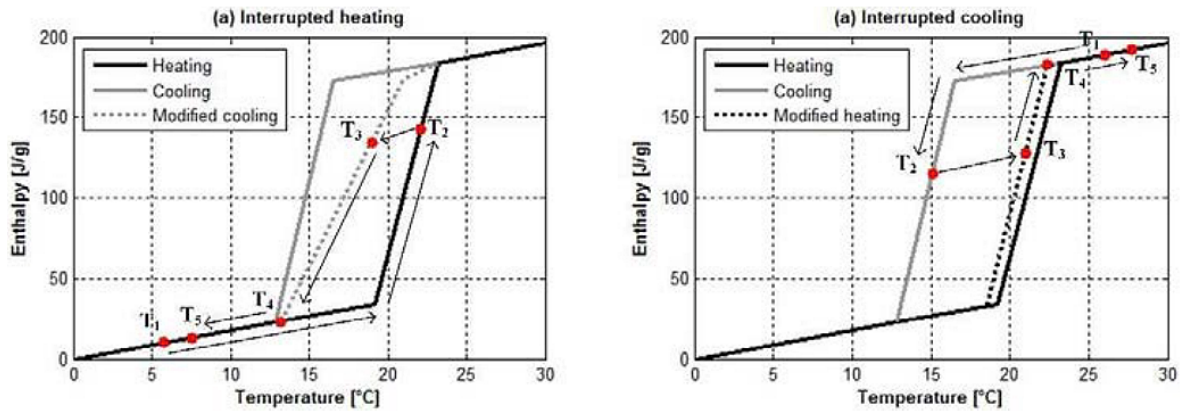 (a) Interrupted heating
200
150
100
50
0
0 5 10 15 20 25 30
Enthalpy [J/g]
Temperature [°C]
Heating
Cooling
Modified cooling
T3
T2
T4
T1
T5
(a) Interrupted cooling
200
150
100
50
0
0 5 10 15 20 25 30
Enthalpy [J/g]
Temperature [°C]
Heating
Cooling
Modified heating
T1
T4
T5
T2
T3